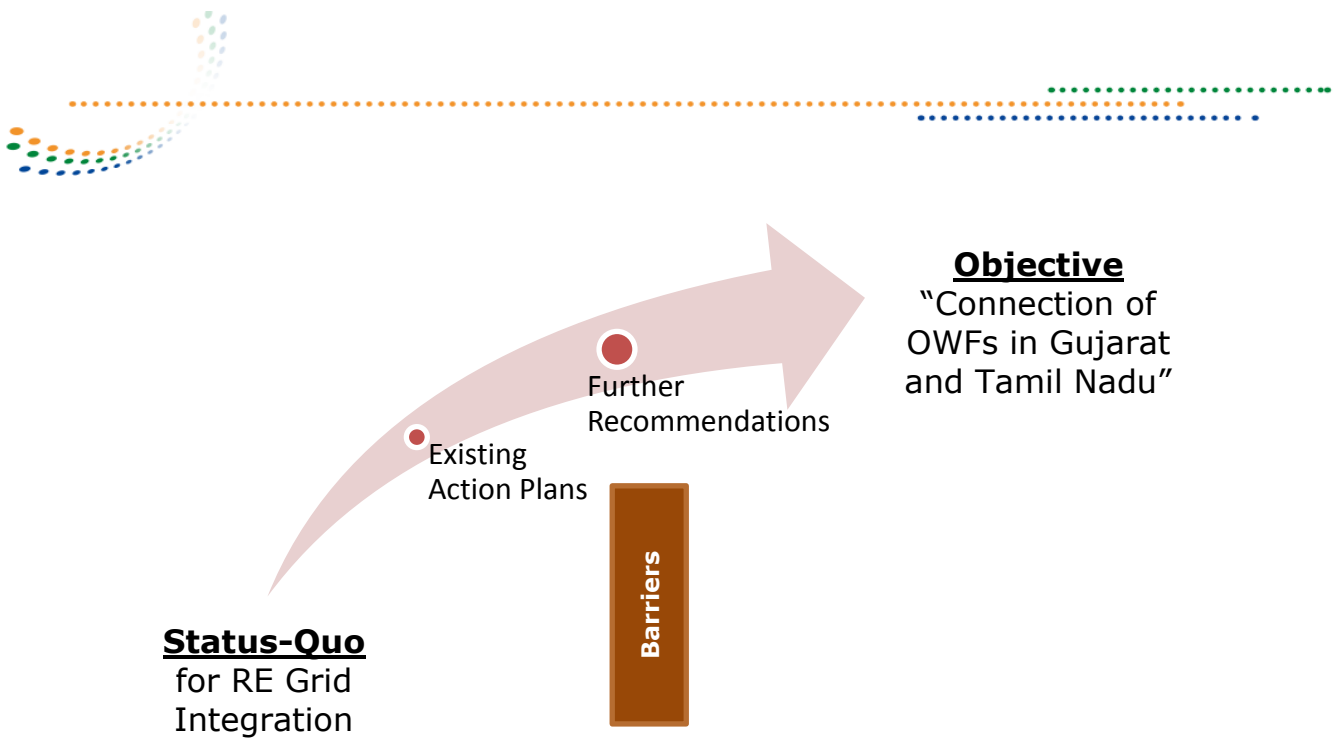 Objective
“Connection of
OWFs in Gujarat
and Tamil Nadu”
Further
Recommendations
Existing
Action Plans
Barriers
Status-Quo
for RE Grid
Integration